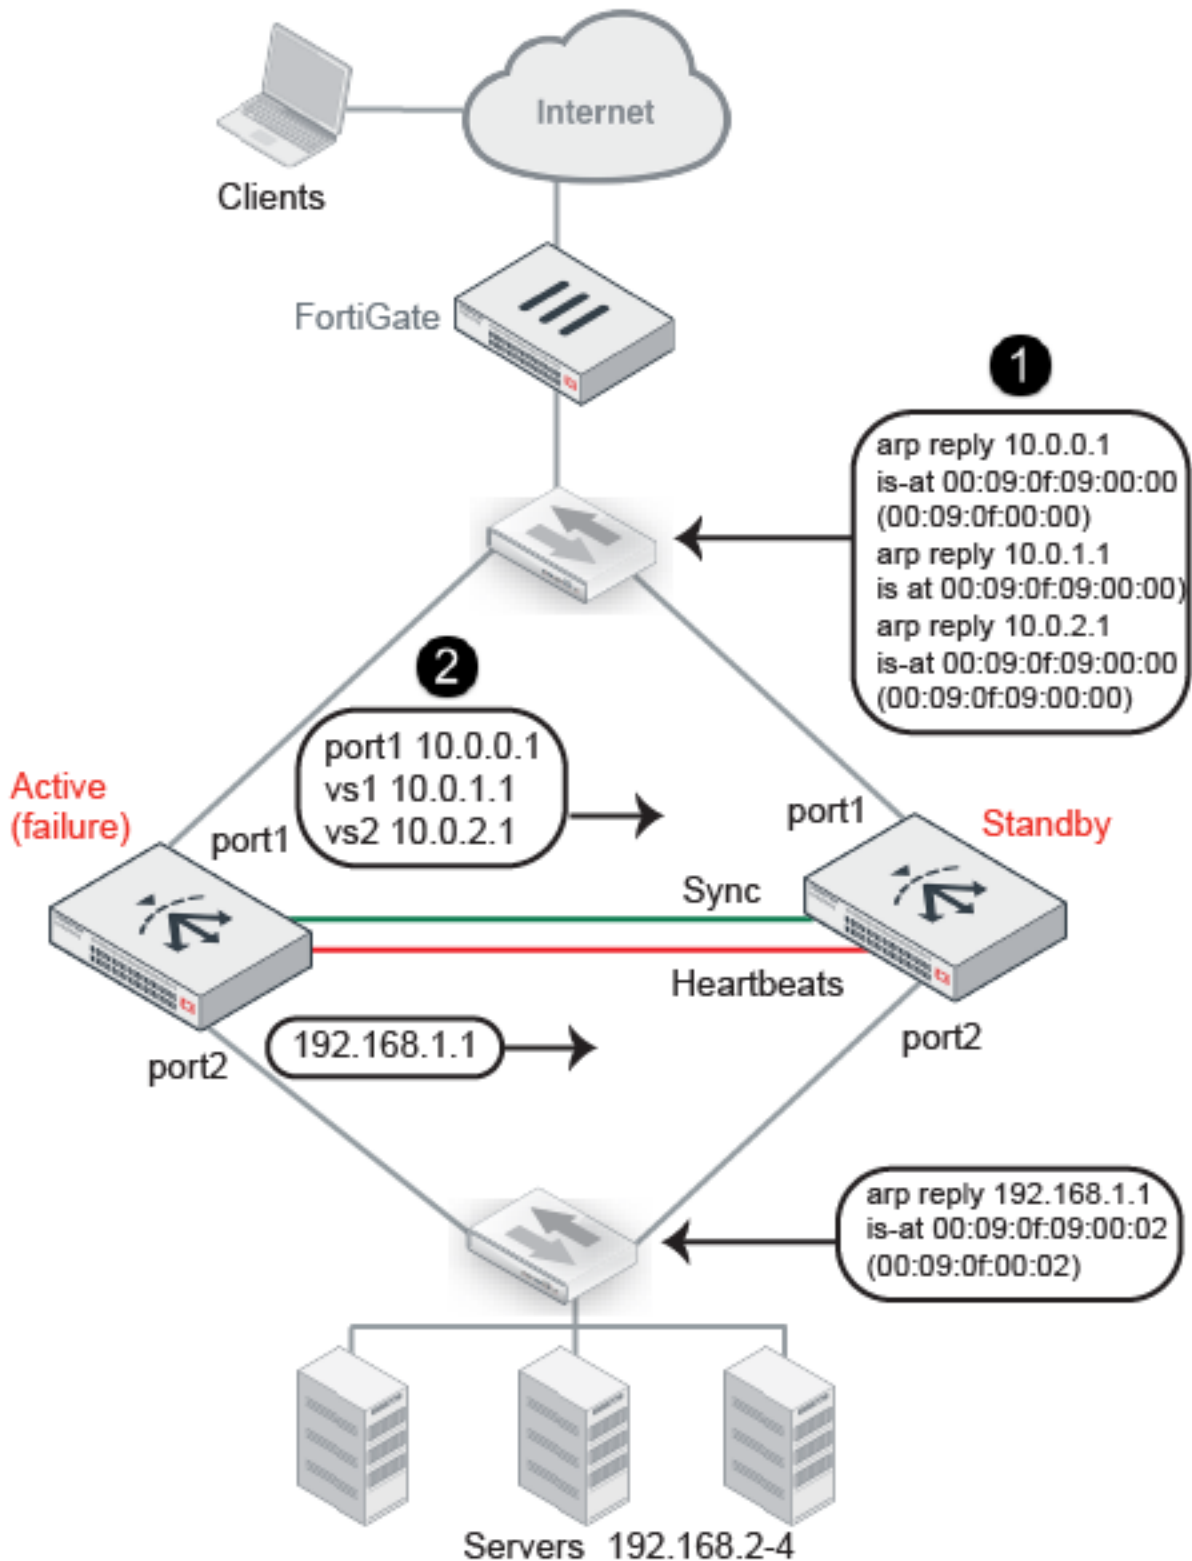 Internet
Clients
FortiGate
1
arp reply 10.0.0.1
is-at 00:09:0f:09:00:00
(00:09:0f:00:00)
arp reply 10.0.1.1
is at 00:09:0f:09:00:00)
arp reply 10.0.2.1
is-at 00:09:0f:09:00:00
(00:09:0f:09:00:00)
2
port1 10.0.0.1
vs1 10.0.1.1
vs2 10.0.2.1
Active
(failure)
port1
port1
Standby
Sync
Heartbeats
192.168.1.1
port2
port2
arp reply 192.168.1.1
is-at 00:09:0f:09:00:02
(00:09:0f:00:02)
Servers 192.168.2-4